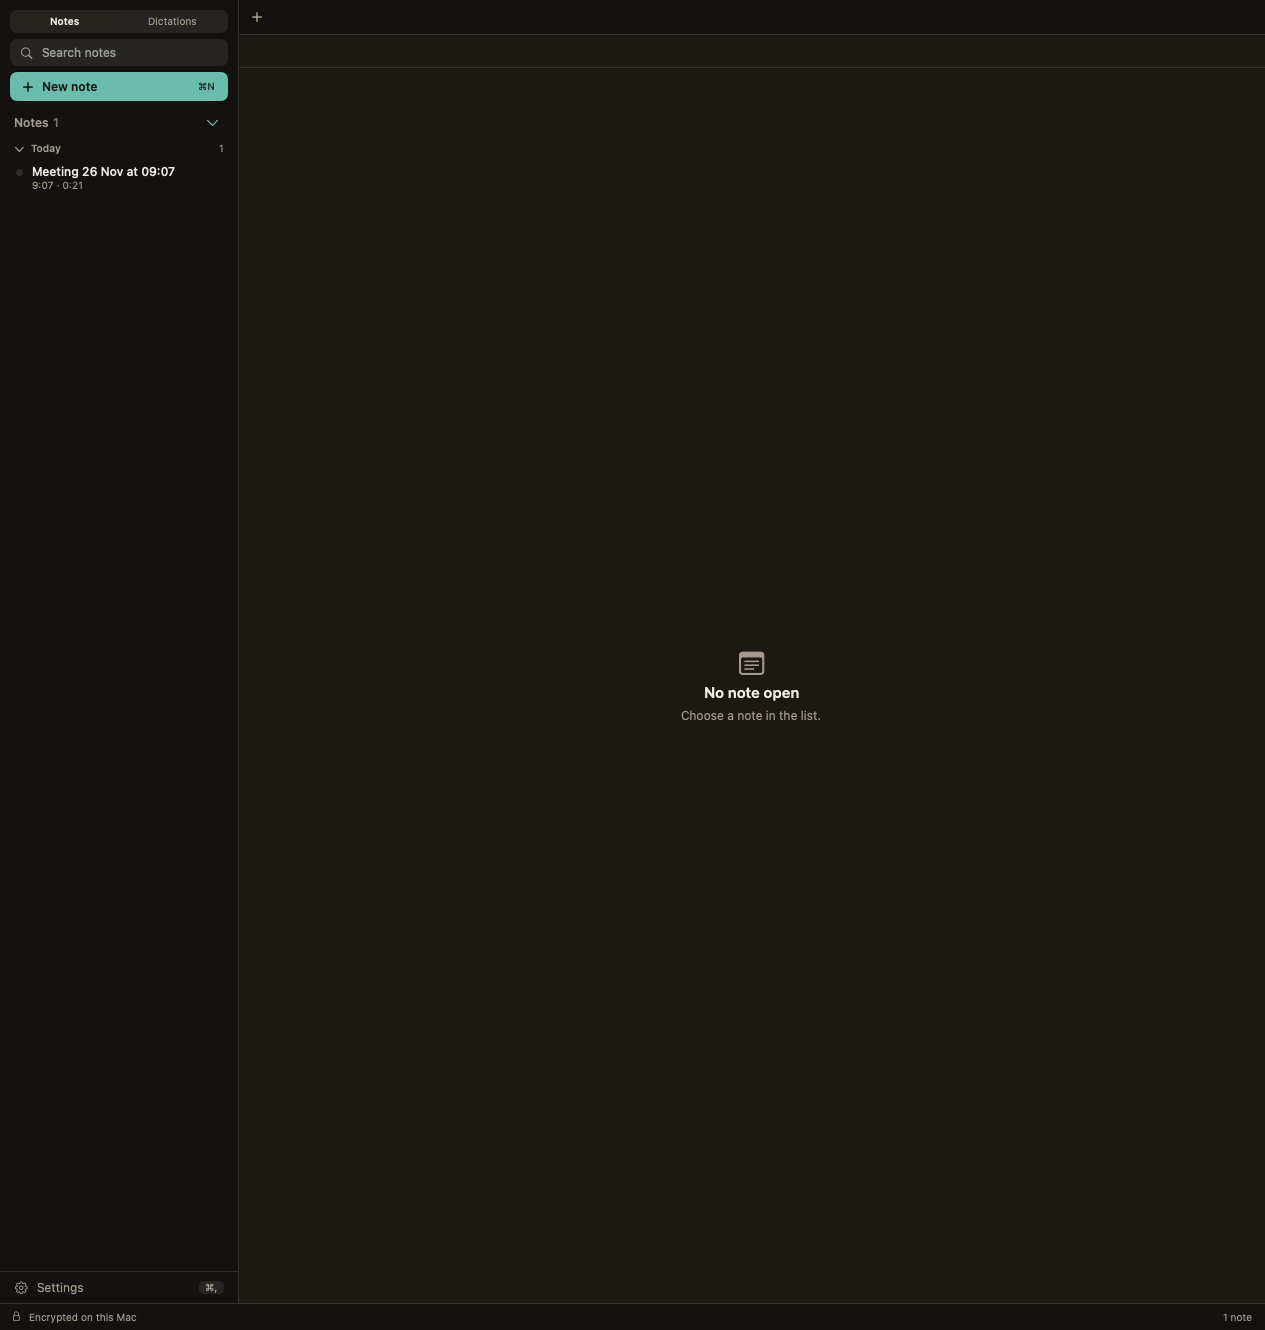 Notes
Dictations
Search notes
New note ⌘N
Notes 1
Today 1
Meeting 26 Nov at 09:07
9:07 · 0:21
No note open
Choose a note in the list.
Settings ⌘,
Encrypted on this Mac
1 note